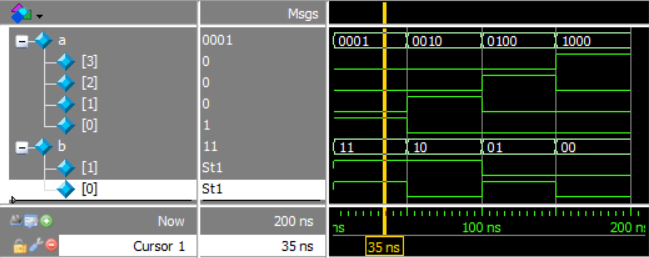 Msgs
a 0001 0001 0010 0100 1000
[3] 0
[2] 0
[1] 0
[0] 1
b 11 11 10 01 00
[1] St1
[0] St1
Now 200 ns ns 100 ns 200 ns
Cursor 1 35 ns 35 ns